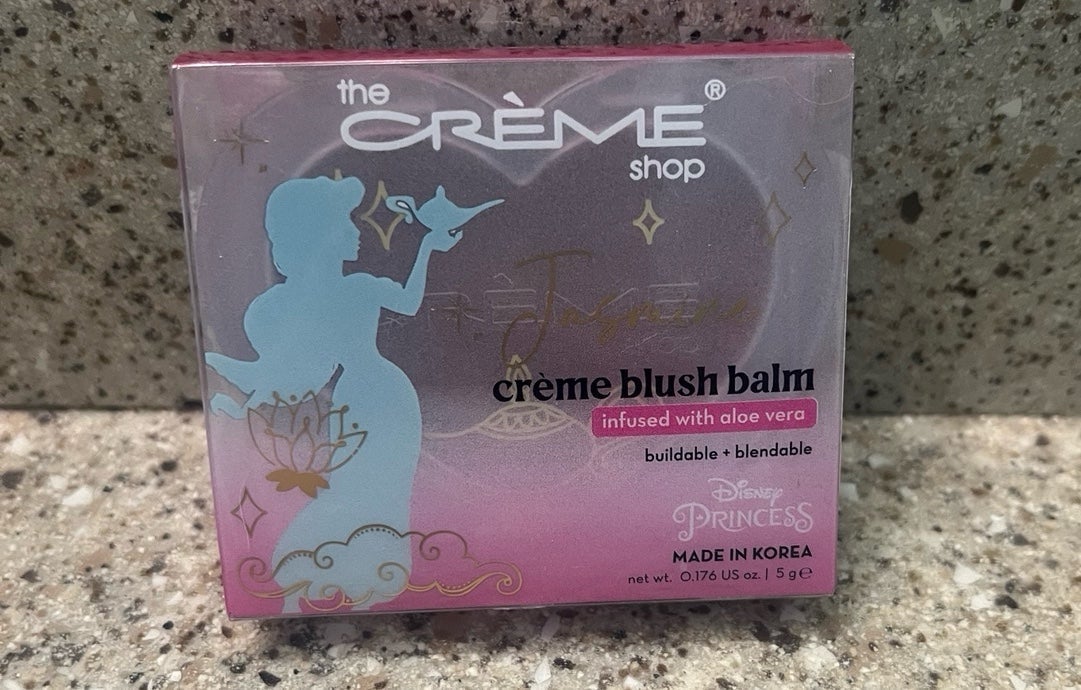 the
CRÈME®
shop
Jasmine
crème blush balm
infused with aloe vera
buildable + blendable
Disney
PRINCESS
MADE IN KOREA
net wt. 0.176 US oz. | 5 g ℮